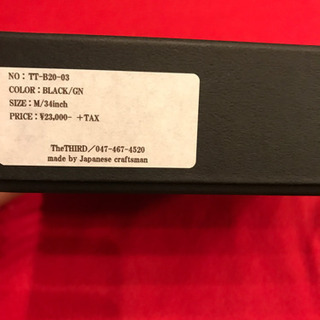 NO：TT-B20-03
COLOR：BLACK/GN
SIZE：M/34inch
PRICE：¥23,000- ＋TAX
TheTHIRD／047-467-4520
made by Japanese craftsman